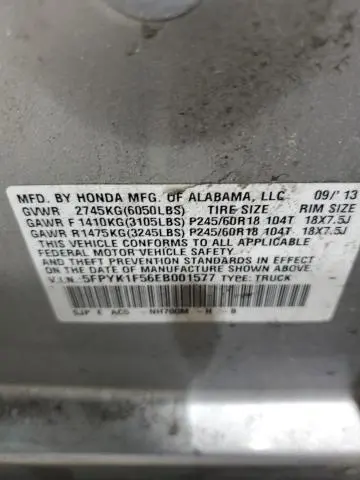 MFD. BY HONDA MFG. OF ALABAMA, LLC 09/'13
GVWR 2745KG(6050LBS) TIRE SIZE RIM SIZE
GAWR F 1410KG(3105LBS) P245/60R18 104T 18X7.5J
GAWR R 1475KG(3245LBS) P245/60R18 104T 18X7.5J
THIS VEHICLE CONFORMS TO ALL APPLICABLE
FEDERAL MOTOR VEHICLE SAFETY AND
THEFT PREVENTION STANDARDS IN EFFECT
ON THE DATE OF MANUFACTURE SHOWN ABOVE.
V.I.N. 5FPYK1F56EB001577 TYPE: TRUCK
SJP E AC5 NH700M - H - B